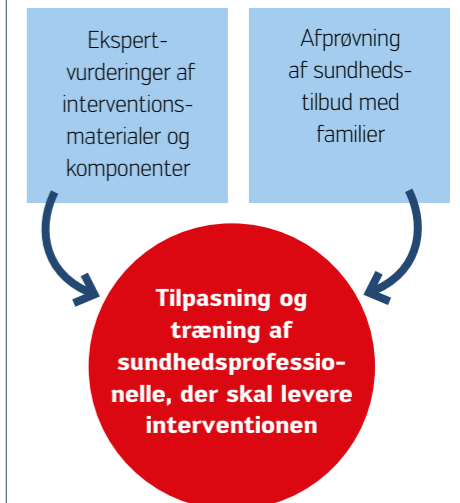 Ekspert-
vurderinger af
interventions-
materialer og
komponenter
Afprøvning
af sundheds-
tilbud med
familier
Tilpasning og
træning af
sundhedsprofessio-
nelle, der skal levere
interventionen